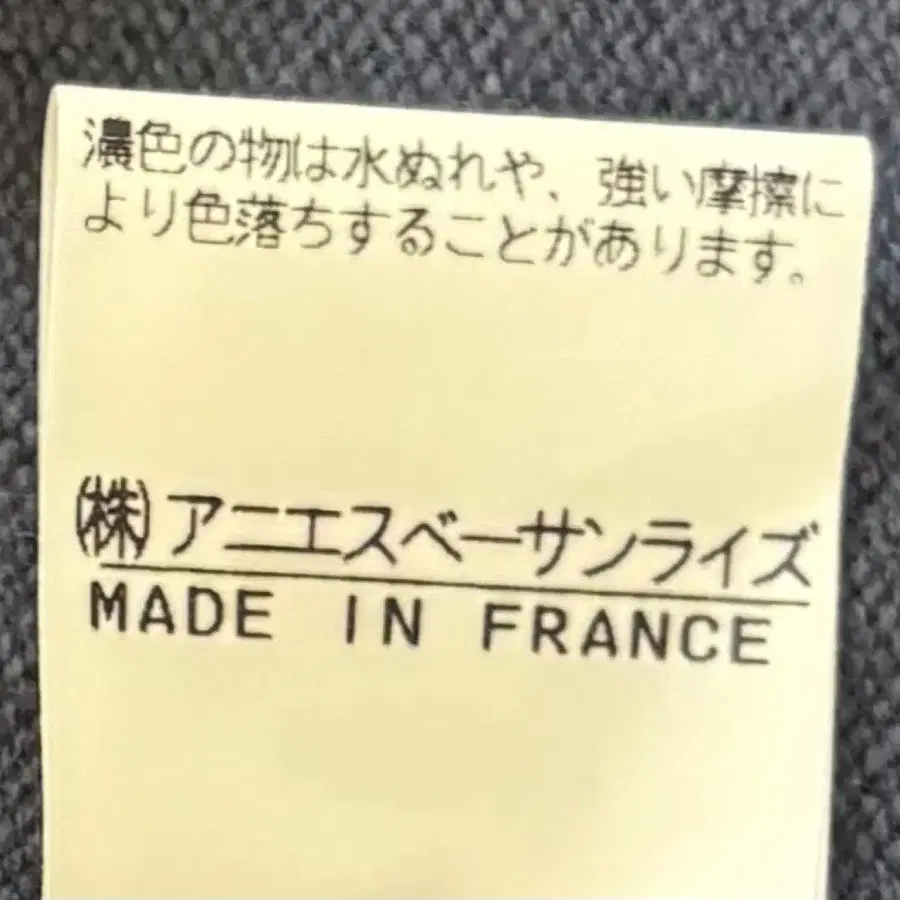 濃色の物は水ぬれや、強い摩擦に
より色落ちすることがあります。
㈱アニエスベーサンライズ
MADE IN FRANCE